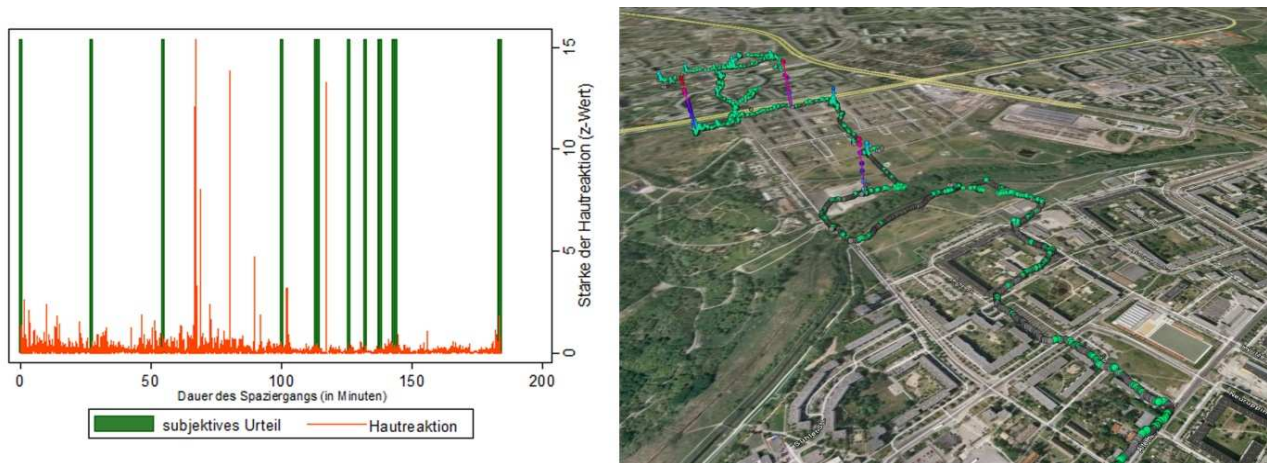 15
10
5
0
Stärke der Hautreaktion (z-Wert)
0 50 100 150 200
Dauer des Spaziergangs (in Minuten)
subjektives Urteil Hautreaktion